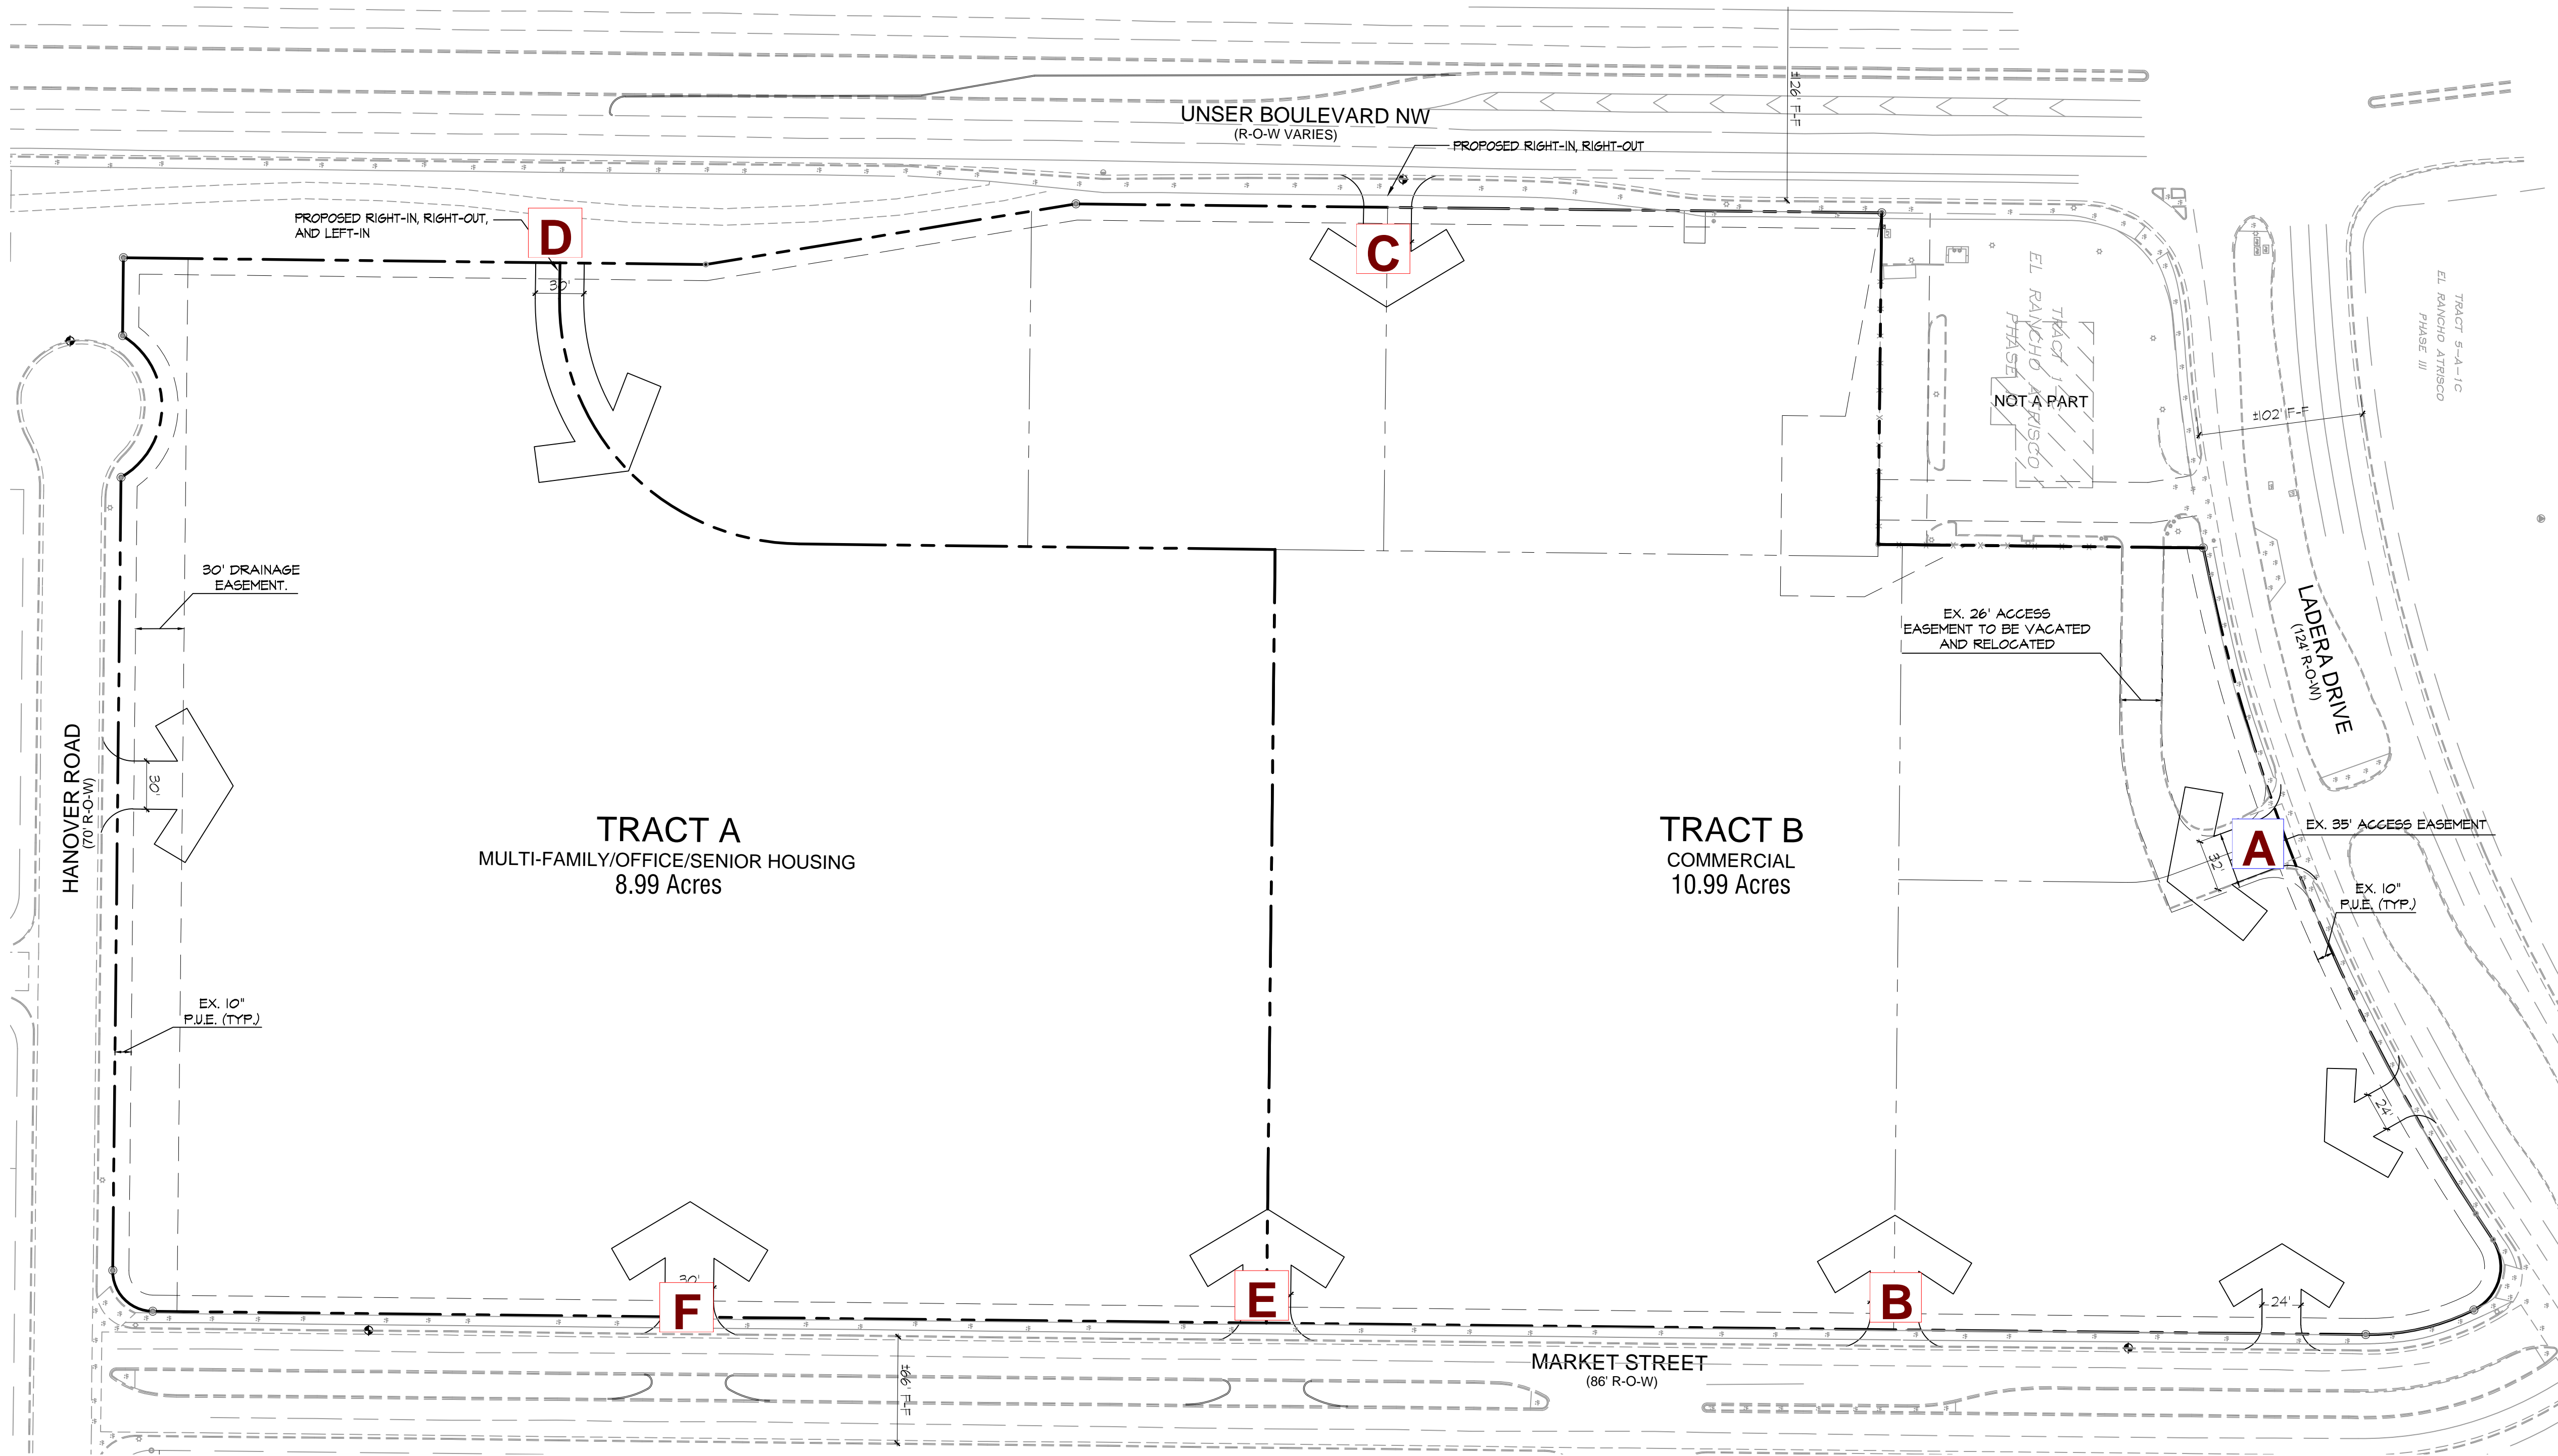 ±126' F-F
UNSER BOULEVARD NW
(R-O-W VARIES)
PROPOSED RIGHT-IN, RIGHT-OUT
PROPOSED RIGHT-IN, RIGHT-OUT,
AND LEFT-IN
D
C
30'
TRACT 5-A-1C
EL RANCHO ATRISCO
PHASE III
TRACT 1
EL RANCHO ATRISCO
PHASE
NOT A PART
±102' F-F
30' DRAINAGE
EASEMENT.
EX. 26' ACCESS
EASEMENT TO BE VACATED
AND RELOCATED
LADERA DRIVE
(124' R-O-W)
HANOVER ROAD
(70' R-O-W)
30'
TRACT A
MULTI-FAMILY/OFFICE/SENIOR HOUSING
8.99 Acres
TRACT B
COMMERCIAL
10.99 Acres
A
32'
EX. 35' ACCESS EASEMENT
EX. 10"
P.U.E. (TYP.)
EX. 10"
P.U.E. (TYP.)
24'
30'
F
E
B
24'
±66' F-F
MARKET STREET
(86' R-O-W)